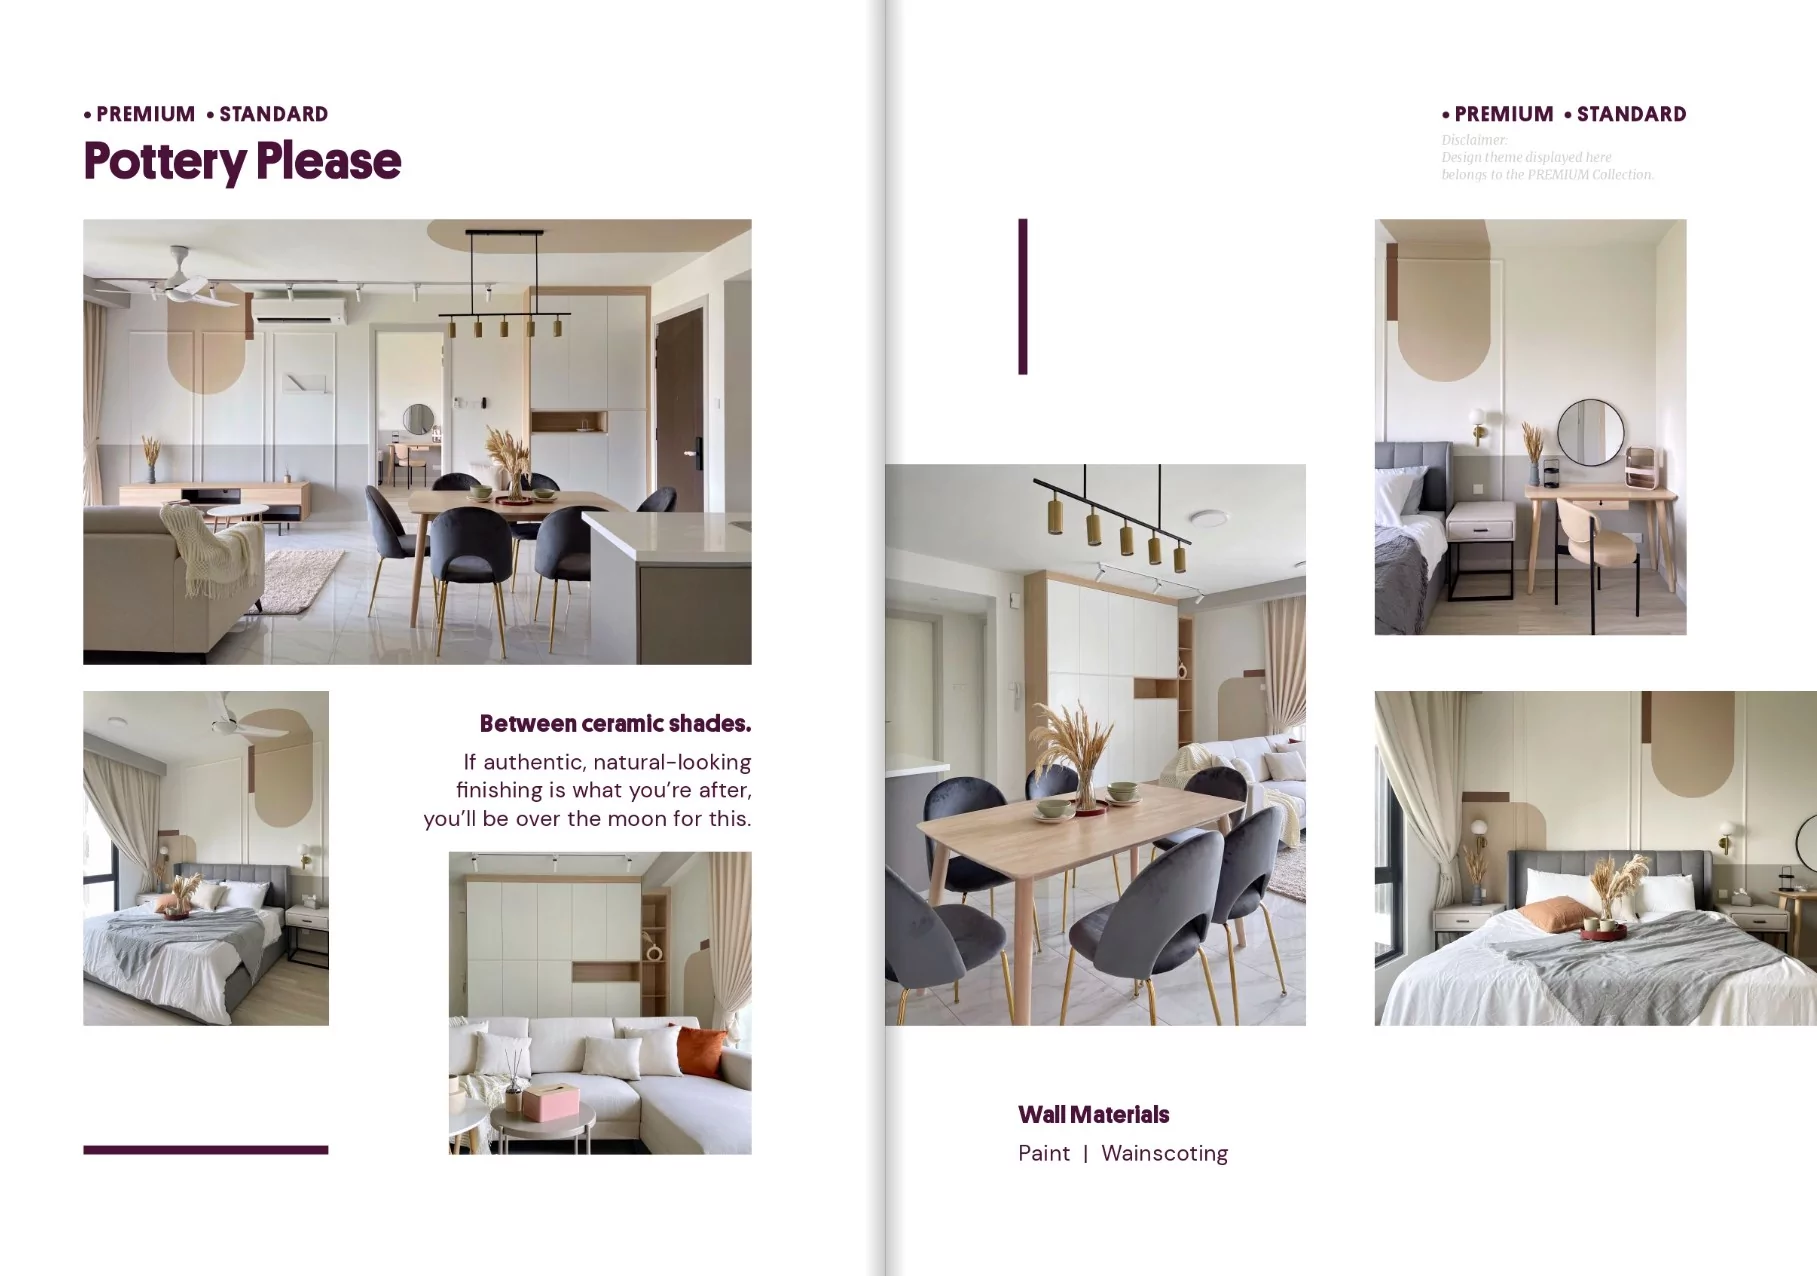 • PREMIUM • STANDARD
Pottery Please
Between ceramic shades.
If authentic, natural-looking
finishing is what you're after,
you'll be over the moon for this.
• PREMIUM • STANDARD
Disclaimer:
Design theme displayed here
belongs to the PREMIUM Collection.
Wall Materials
Paint | Wainscoting